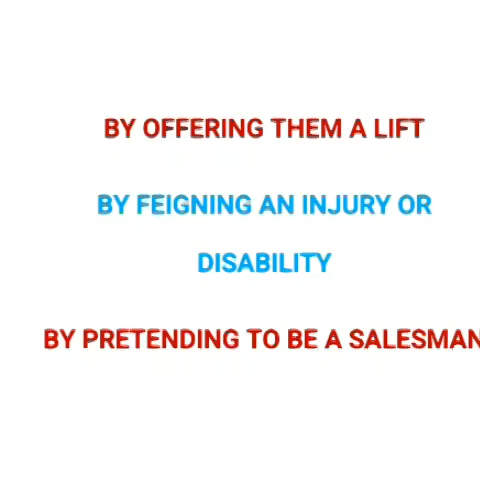 BY OFFERING THEM A LIFT
BY FEIGNING AN INJURY OR
DISABILITY
BY PRETENDING TO BE A SALESMAN